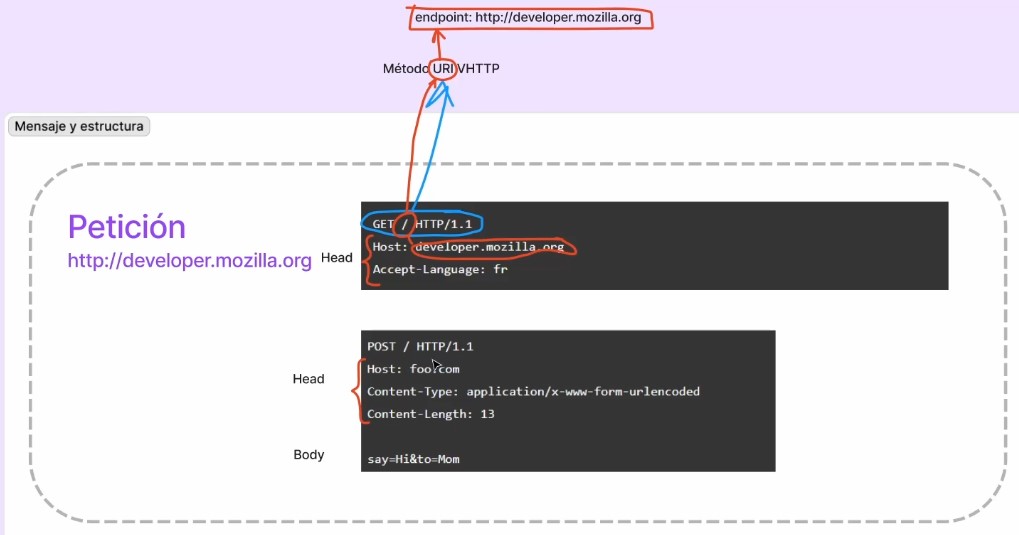 endpoint: http://developer.mozilla.org
Método URI VHTTP
Mensaje y estructura
Petición
http://developer.mozilla.org
Head
GET / HTTP/1.1
Host: developer.mozilla.org
Accept-Language: fr
Head
POST / HTTP/1.1
Host: foo.com
Content-Type: application/x-www-form-urlencoded
Content-Length: 13
Body
say=Hi&to=Mom